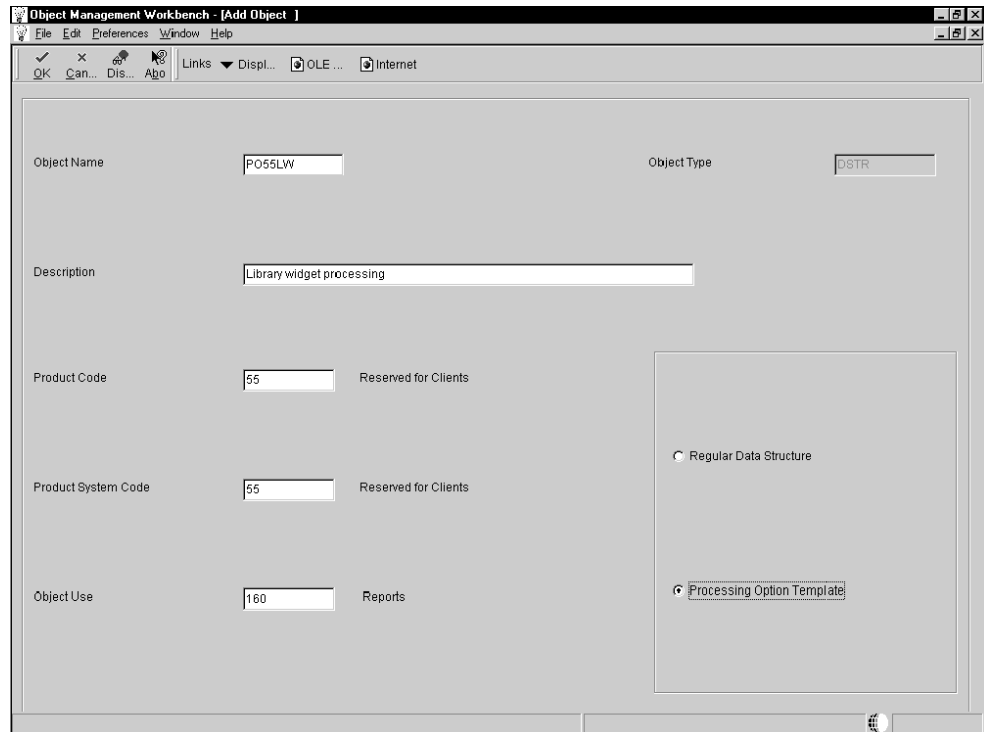 Object Management Workbench - [Add Object ]
File Edit Preferences Window Help
OK Can... Dis... Abo Links Displ... OLE ... Internet
Object Name PO55LW Object Type DSTR
Description Library widget processing
Product Code 55 Reserved for Clients
Regular Data Structure
Product System Code 55 Reserved for Clients
Object Use 160 Reports
Processing Option Template